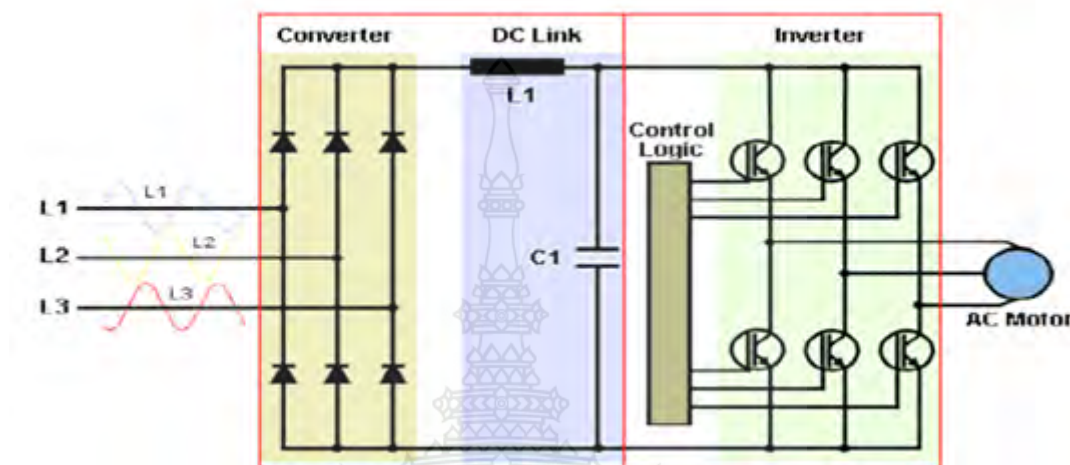 Converter
DC Link
Inverter
L1
Control
Logic
L1
L1
L2
L2
C1
L3
L3
AC Motor